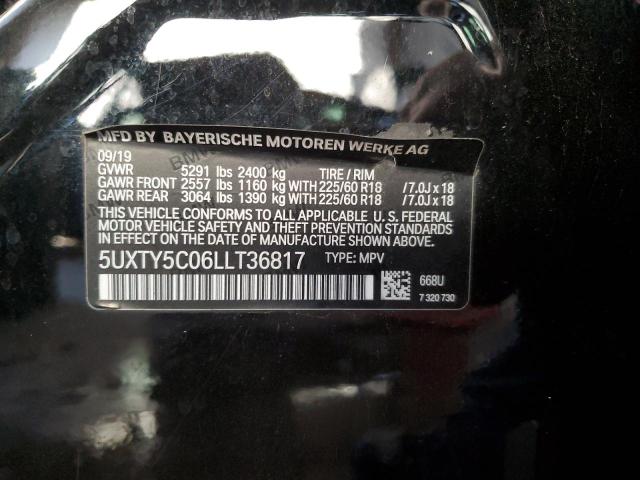 MFD BY BAYERISCHE MOTOREN WERKE AG
09/19
GVWR 5291 lbs 2400 kg TIRE / RIM
GAWR FRONT 2557 lbs 1160 kg WITH 225/60 R18 /7.0J x 18
GAWR REAR 3064 lbs 1390 kg WITH 225/60 R18 /7.0J x 18
THIS VEHICLE CONFORMS TO ALL APPLICABLE U. S. FEDERAL
MOTOR VEHICLE SAFETY AND THEFT PREVENTION STANDARDS
IN EFFECT ON THE DATE OF MANUFACTURE SHOWN ABOVE.
5UXTY5C06LLT36817 TYPE: MPV
668U
7 320 730